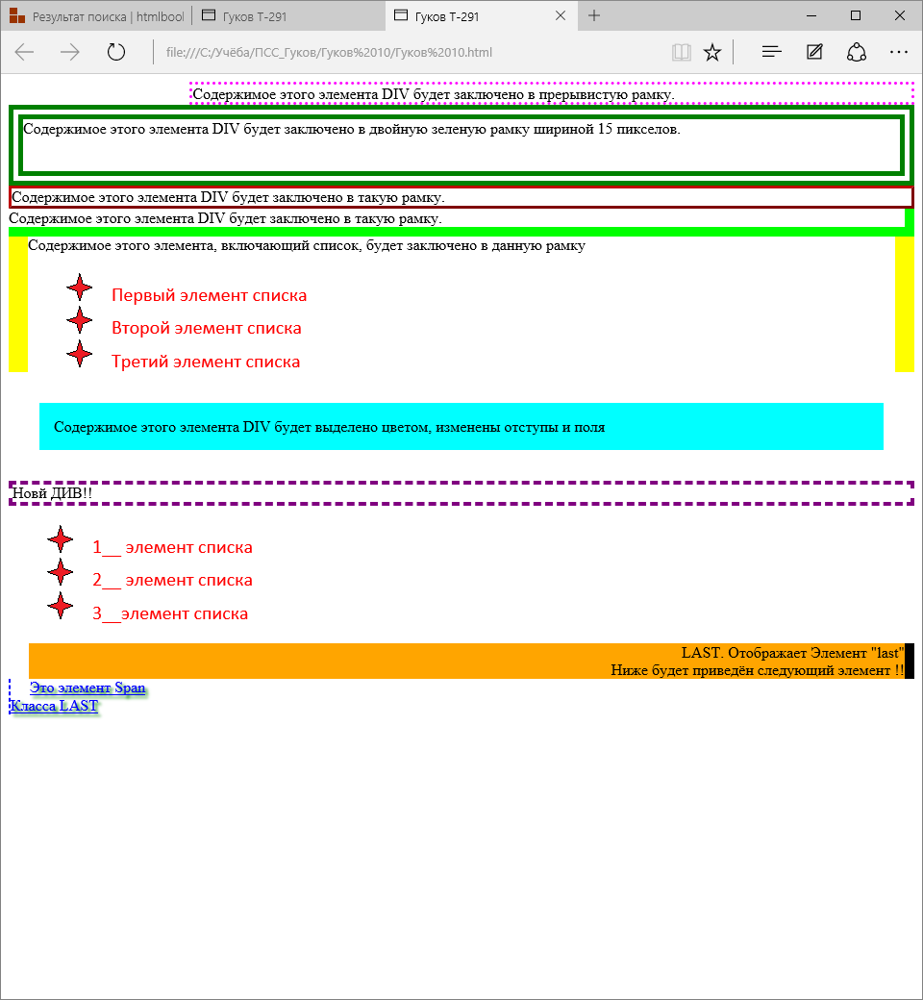 Результат поиска | htmlbool
Гуков Т-291
Гуков Т-291
file:///C:/Учёба/ПСС_Гуков/Гуков%2010/Гуков%2010.html
Содержимое этого элемента DIV будет заключено в прерывистую рамку.
Содержимое этого элемента DIV будет заключено в двойную зеленую рамку шириной 15 пикселов.
Содержимое этого элемента DIV будет заключено в такую рамку.
Содержимое этого элемента DIV будет заключено в такую рамку.
Содержимое этого элемента, включающий список, будет заключено в данную рамку
Первый элемент списка
Второй элемент списка
Третий элемент списка
Содержимое этого элемента DIV будет выделено цветом, изменены отступы и поля
Новй ДИВ!!
1__ элемент списка
2__ элемент списка
3__элемент списка
LAST. Отображает Элемент "last"
Ниже будет приведён следующий элемент !!
Это элемент Span
Класса LAST